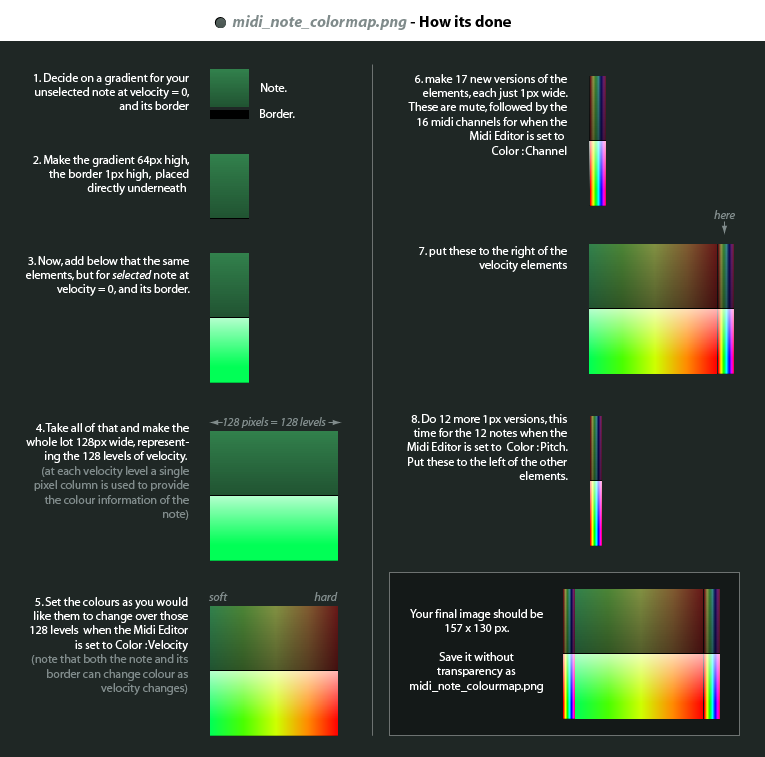 midi_note_colormap.png - How its done
1. Decide on a gradient for your
unselected note at velocity = 0,
and its border
Note.
Border.
2. Make the gradient 64px high,
the border 1px high, placed
directly underneath
3. Now, add below that the same
elements, but for selected note at
velocity = 0, and its border.
4. Take all of that and make the
whole lot 128px wide, represent-
ing the 128 levels of velocity.
(at each velocity level a single
pixel column is used to provide
the colour information of the
note)
128 pixels = 128 levels
5. Set the colours as you would
like them to change over those
128 levels when the Midi Editor
is set to Color : Velocity
(note that both the note and its
border can change colour as
velocity changes)
soft
hard
6. make 17 new versions of the
elements, each just 1px wide.
These are mute, followed by the
16 midi channels for when the
Midi Editor is set to
Color : Channel
here
7. put these to the right of the
velocity elements
8. Do 12 more 1px versions, this
time for the 12 notes when the
Midi Editor is set to Color : Pitch.
Put these to the left of the other
elements.
Your final image should be
157 x 130 px.
Save it without
transparency as
midi_note_colourmap.png